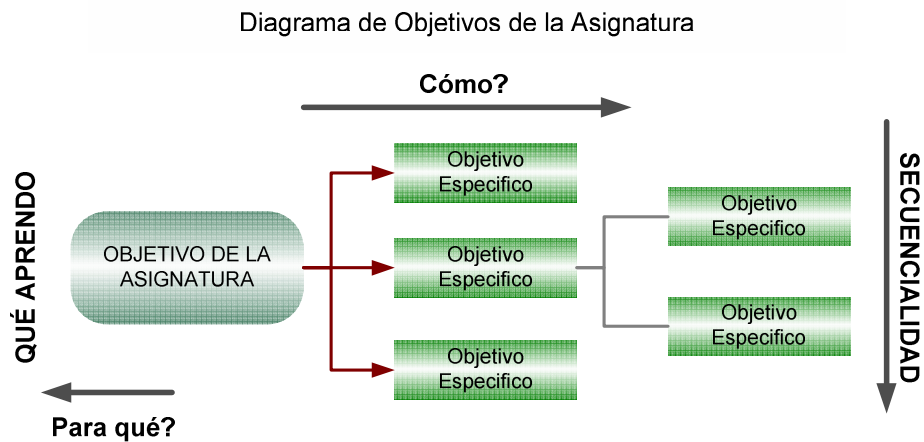 Diagrama de Objetivos de la Asignatura
Cómo?
QUÉ APRENDO
OBJETIVO DE LA
ASIGNATURA
Objetivo
Especifico
Objetivo
Especifico
Objetivo
Especifico
Objetivo
Especifico
Objetivo
Especifico
SECUENCIALIDAD
Para qué?